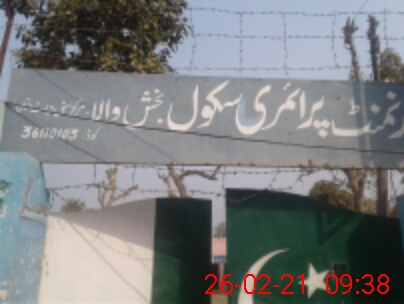 رنمنٹ پرائمری سکول بخش والا
کوڈ 36110103
26-02-21 09:38